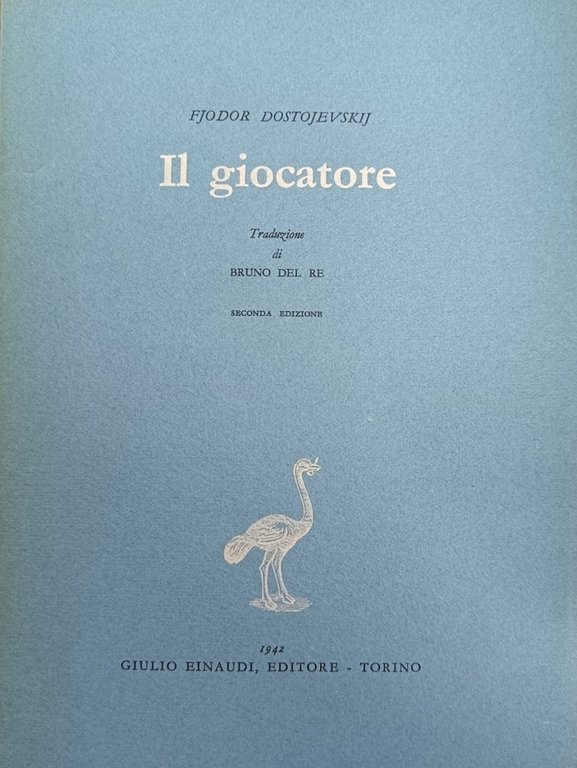 FJODOR DOSTOJEVSKIJ
Il giocatore
Traduzione
di
BRUNO DEL RE
SECONDA EDIZIONE
1942
GIULIO EINAUDI, EDITORE - TORINO